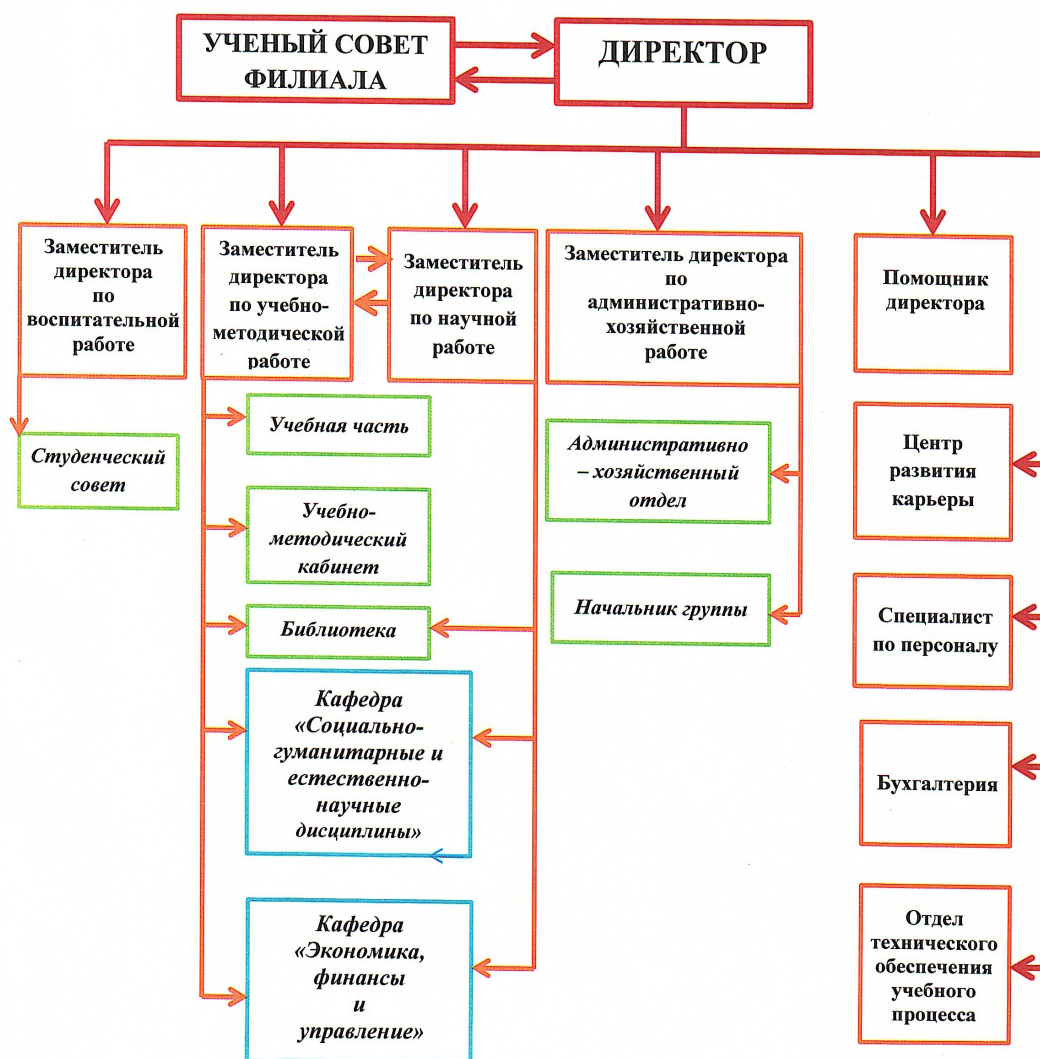 УЧЕНЫЙ СОВЕТ
ФИЛИАЛА
ДИРЕКТОР
Заместитель
директора
по
воспитательной
работе
Заместитель
директора
по учебно-
методической
работе
Заместитель
директора
по научной
работе
Заместитель директора
по
административно-
хозяйственной
работе
Помощник
директора
Студенческий
совет
Учебная часть
Учебно-
методический
кабинет
Библиотека
Кафедра
«Социально-
гуманитарные и
естественно-
научные
дисциплины»
Кафедра
«Экономика,
финансы
и
управление»
Административно
– хозяйственный
отдел
Начальник группы
Центр
развития
карьеры
Специалист
по персоналу
Бухгалтерия
Отдел
технического
обеспечения
учебного
процесса